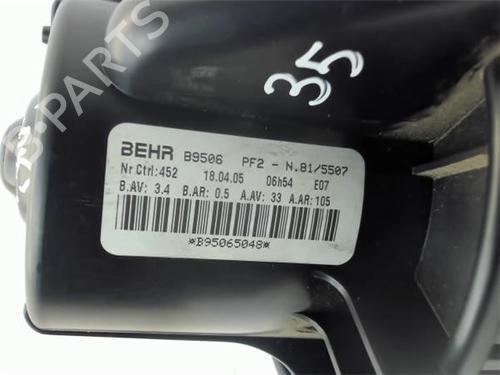 35
BEHR B9506 PF2 - N.81/5507
Nr Ctrl:452 18.04.05 06h54 E07
B.AV: 3.4 B.AR: 0.5 A.AV: 33 A.AR: 105
*B95065048*
B-PARTS